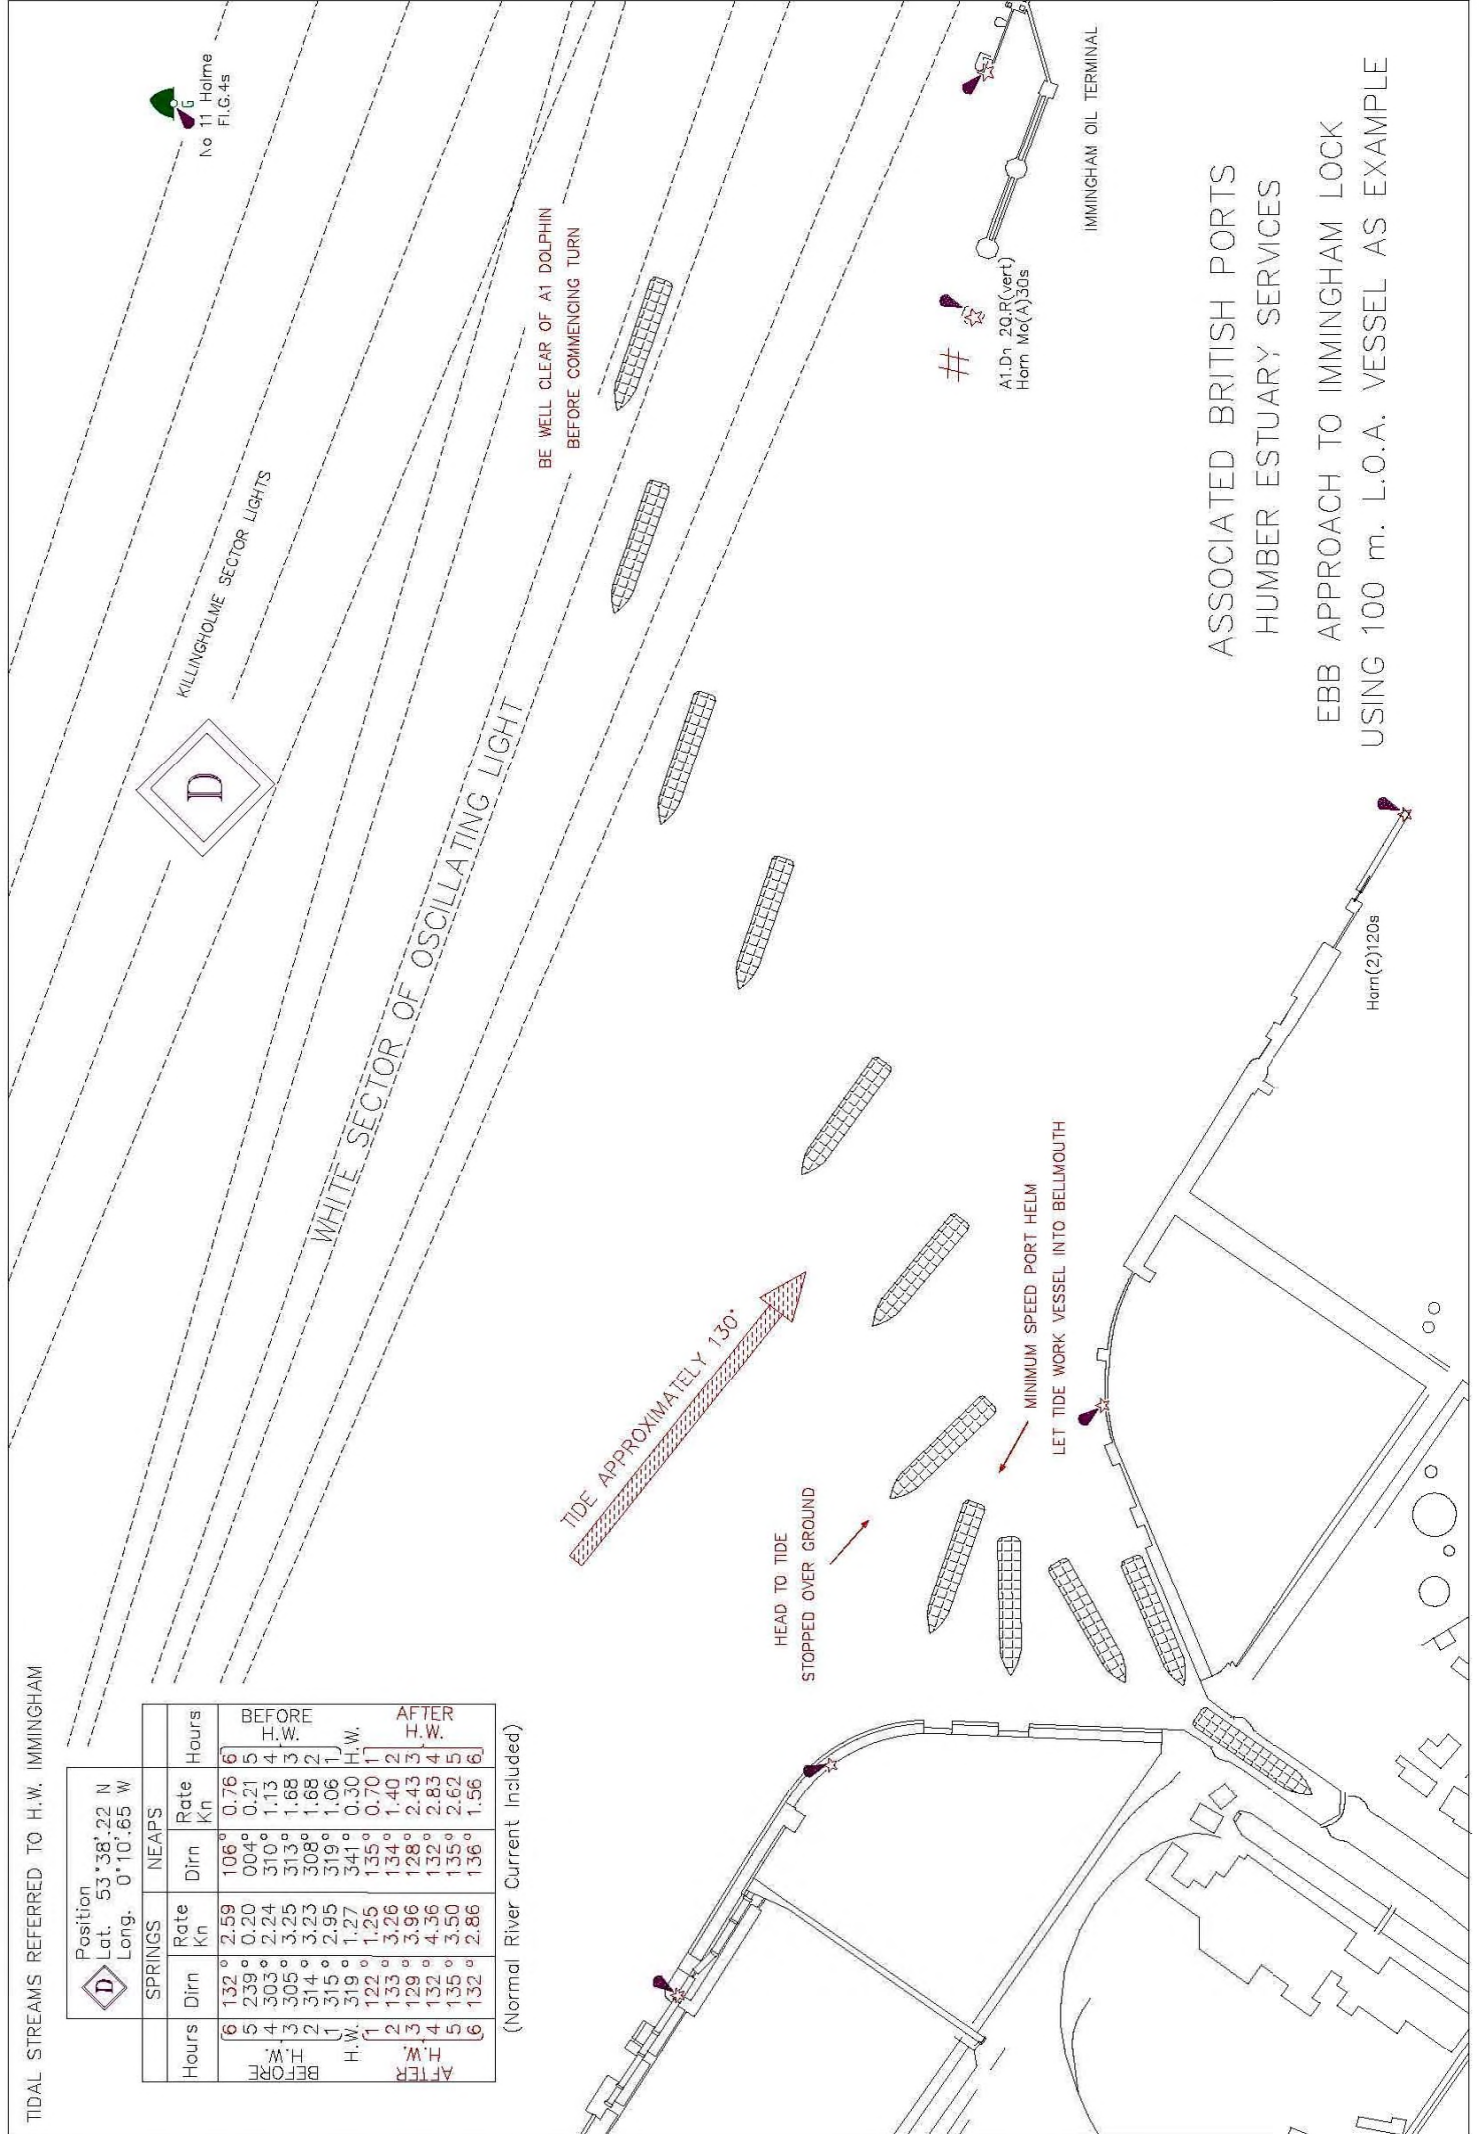 TIDAL STREAMS REFERRED TO H.W. IMMINGHAM
D Position
Lat. 53°38'.22 N
Long. 0°10'.65 W
SPRINGS NEAPS
Hours Dirn Rate Kn Dirn Rate Kn Hours
BEFORE H.W.
6 132° 2.59 106° 0.76 6
5 239° 0.20 004° 0.21 5
4 303° 2.24 310° 1.13 4
3 305° 3.25 313° 1.68 3
2 314° 3.23 308° 1.68 2
1 315° 2.95 319° 1.06 1
BEFORE H.W.
H.W. 319° 1.27 341° 0.30 H.W.
AFTER H.W.
1 122° 1.25 135° 0.70 1
2 133° 3.26 134° 1.40 2
3 129° 3.96 128° 2.43 3
4 132° 4.36 132° 2.83 4
5 135° 3.50 135° 2.62 5
6 132° 2.86 136° 1.56 6
AFTER H.W.
(Normal River Current Included)
KILLINGHOLME SECTOR LIGHTS
D
G
No 11 Holme
Fl.G.4s
WHITE SECTOR OF OSCILLATING LIGHT
BE WELL CLEAR OF A1 DOLPHIN
BEFORE COMMENCING TURN
TIDE APPROXIMATELY 130°
HEAD TO TIDE
STOPPED OVER GROUND
MINIMUM SPEED PORT HELM
LET TIDE WORK VESSEL INTO BELLMOUTH
#
A1.Dn 2Q.R(vert)
Horn Mo(A)30s
IMMINGHAM OIL TERMINAL
Horn(2)120s
ASSOCIATED BRITISH PORTS
HUMBER ESTUARY SERVICES
EBB APPROACH TO IMMINGHAM LOCK
USING 100 m. L.O.A. VESSEL AS EXAMPLE